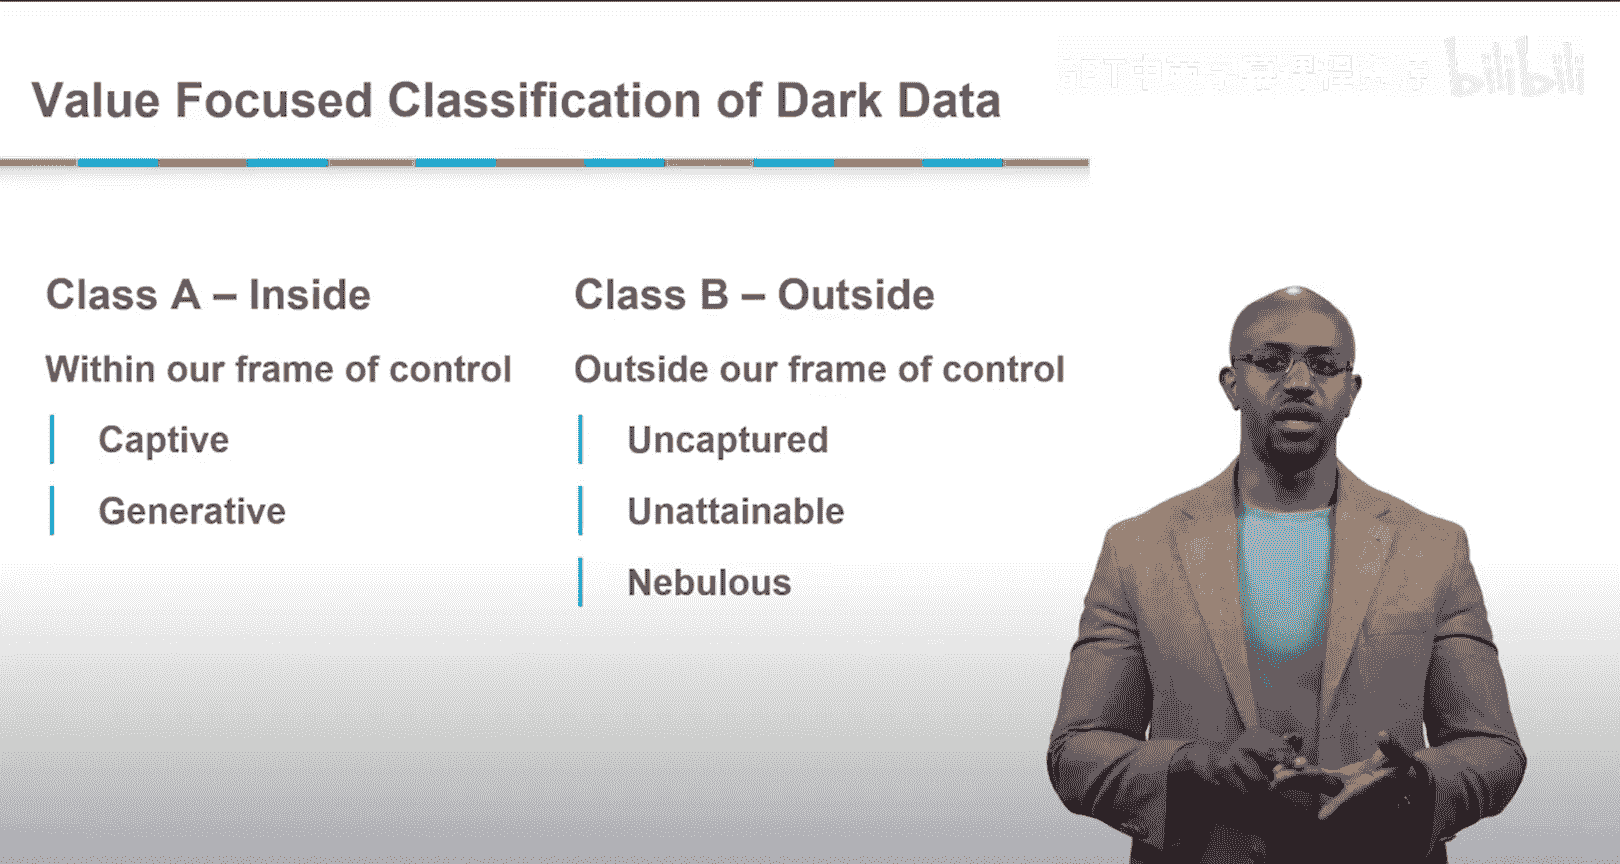 Value Focused Classification of Dark Data
Class A – Inside
Within our frame of control
Captive
Generative
Class B – Outside
Outside our frame of control
Uncaptured
Unattainable
Nebulous
bilibili